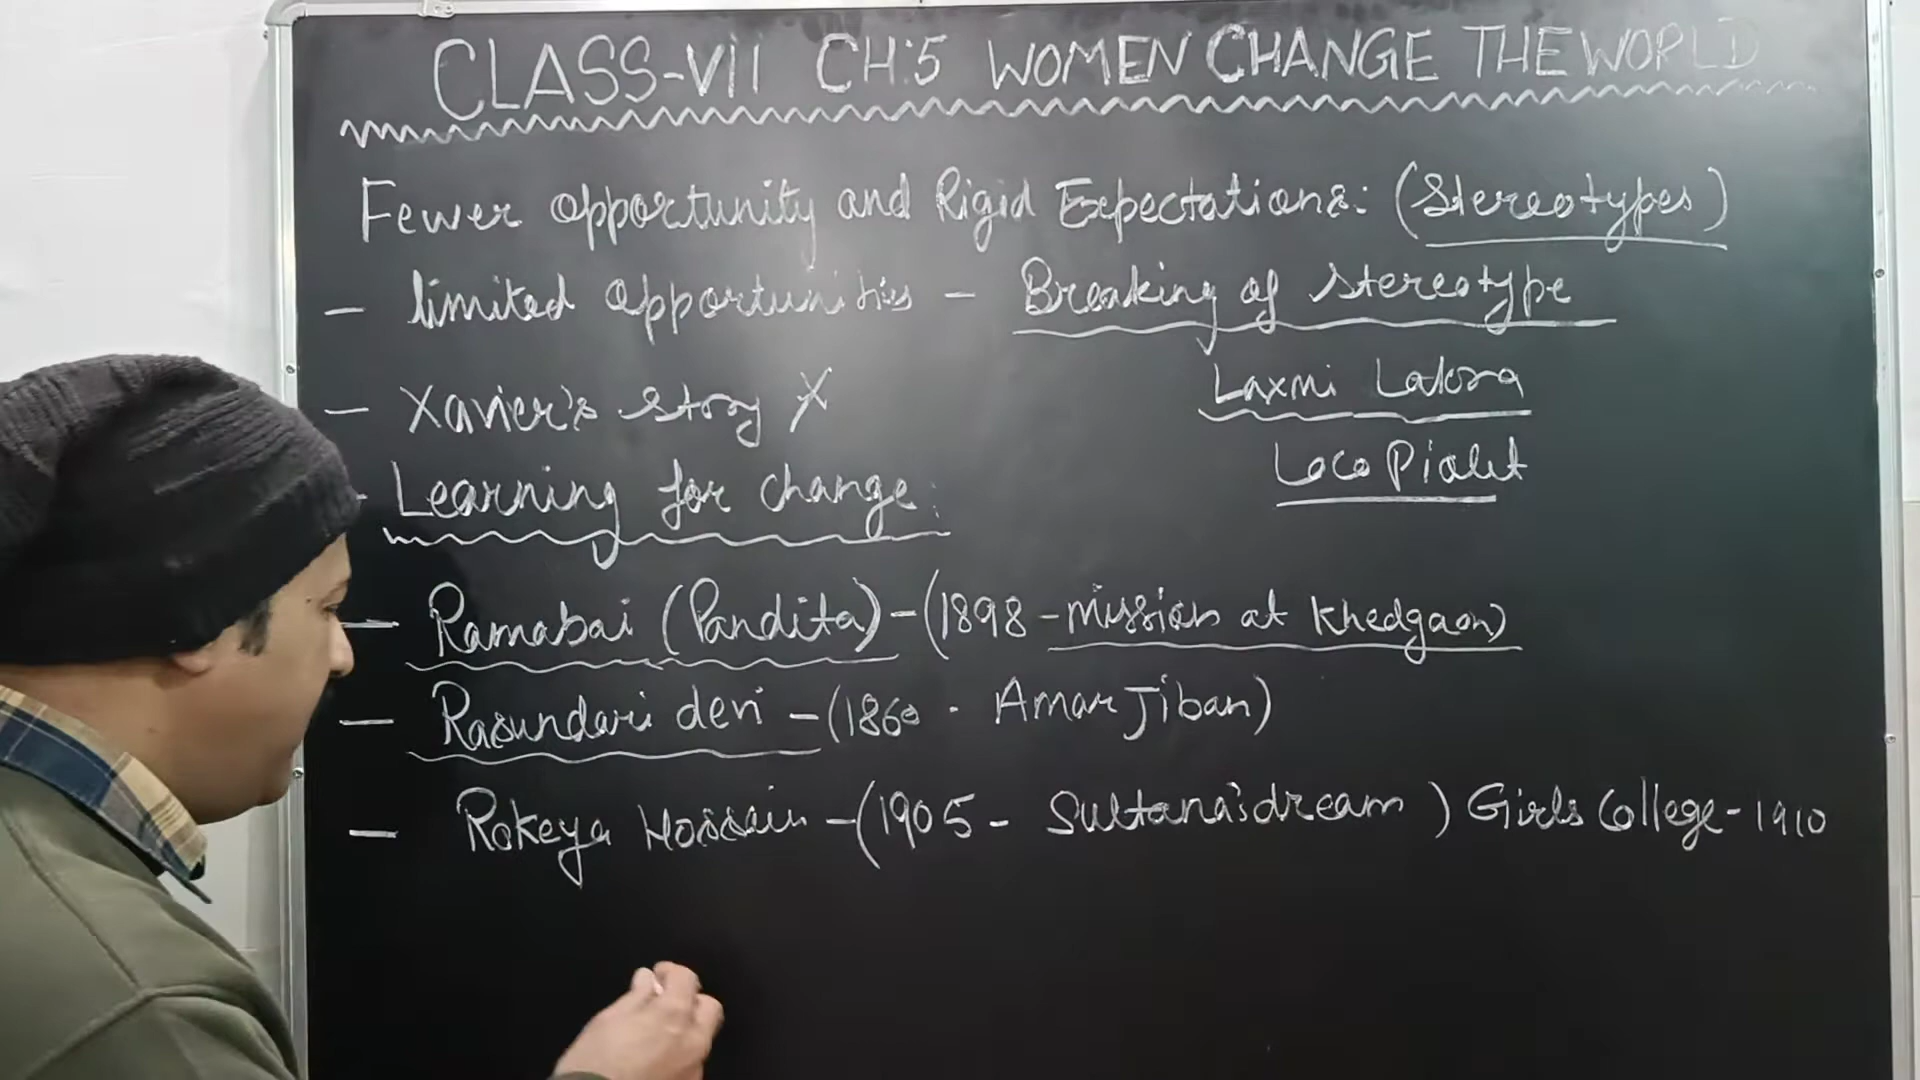 CLASS-VII CH:5 WOMEN CHANGE THE WORLD
Fewer opportunity and Rigid Expectations: (Stereotypes)
- limited opportunities - Breaking of stereotype
Laxmi Lakra
Loco Pialet
- Xavier's story X
- Learning for change:
- Ramabai (Pandita) - (1898 - mission at Khedgaon)
- Rasundari devi - (1860 - Amar Jiban)
- Rokeya Hossain - (1905 - Sultana's dream) Girls College - 1910